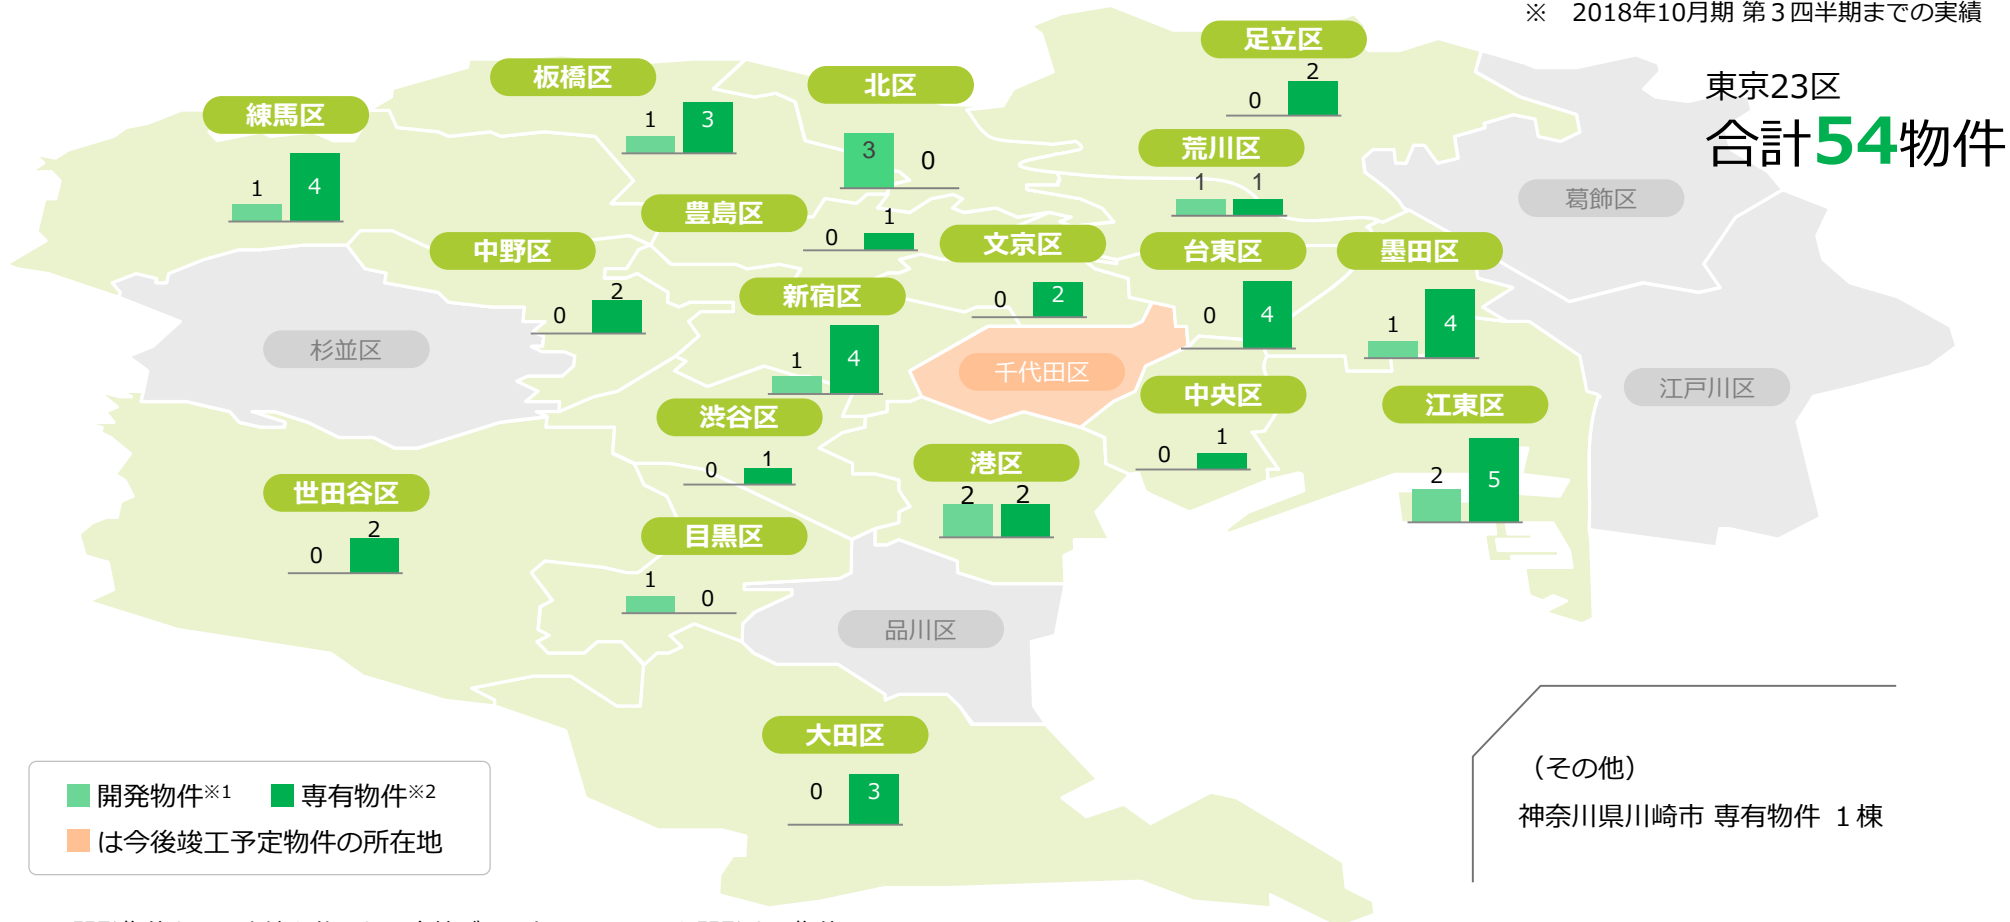 ※　2018年10月期 第３四半期までの実績
東京23区
合計54物件
足立区
0
2
板橋区
1
3
北区
3
0
練馬区
1
4
荒川区
1
1
葛飾区
豊島区
0
1
中野区
0
2
文京区
0
2
台東区
0
4
墨田区
1
4
新宿区
1
4
杉並区
千代田区
江戸川区
中央区
0
1
江東区
2
5
渋谷区
0
1
港区
2
2
世田谷区
0
2
目黒区
1
0
品川区
大田区
0
3
開発物件※1
専有物件※2
は今後竣工予定物件の所在地
（その他）
神奈川県川崎市 専有物件 １棟